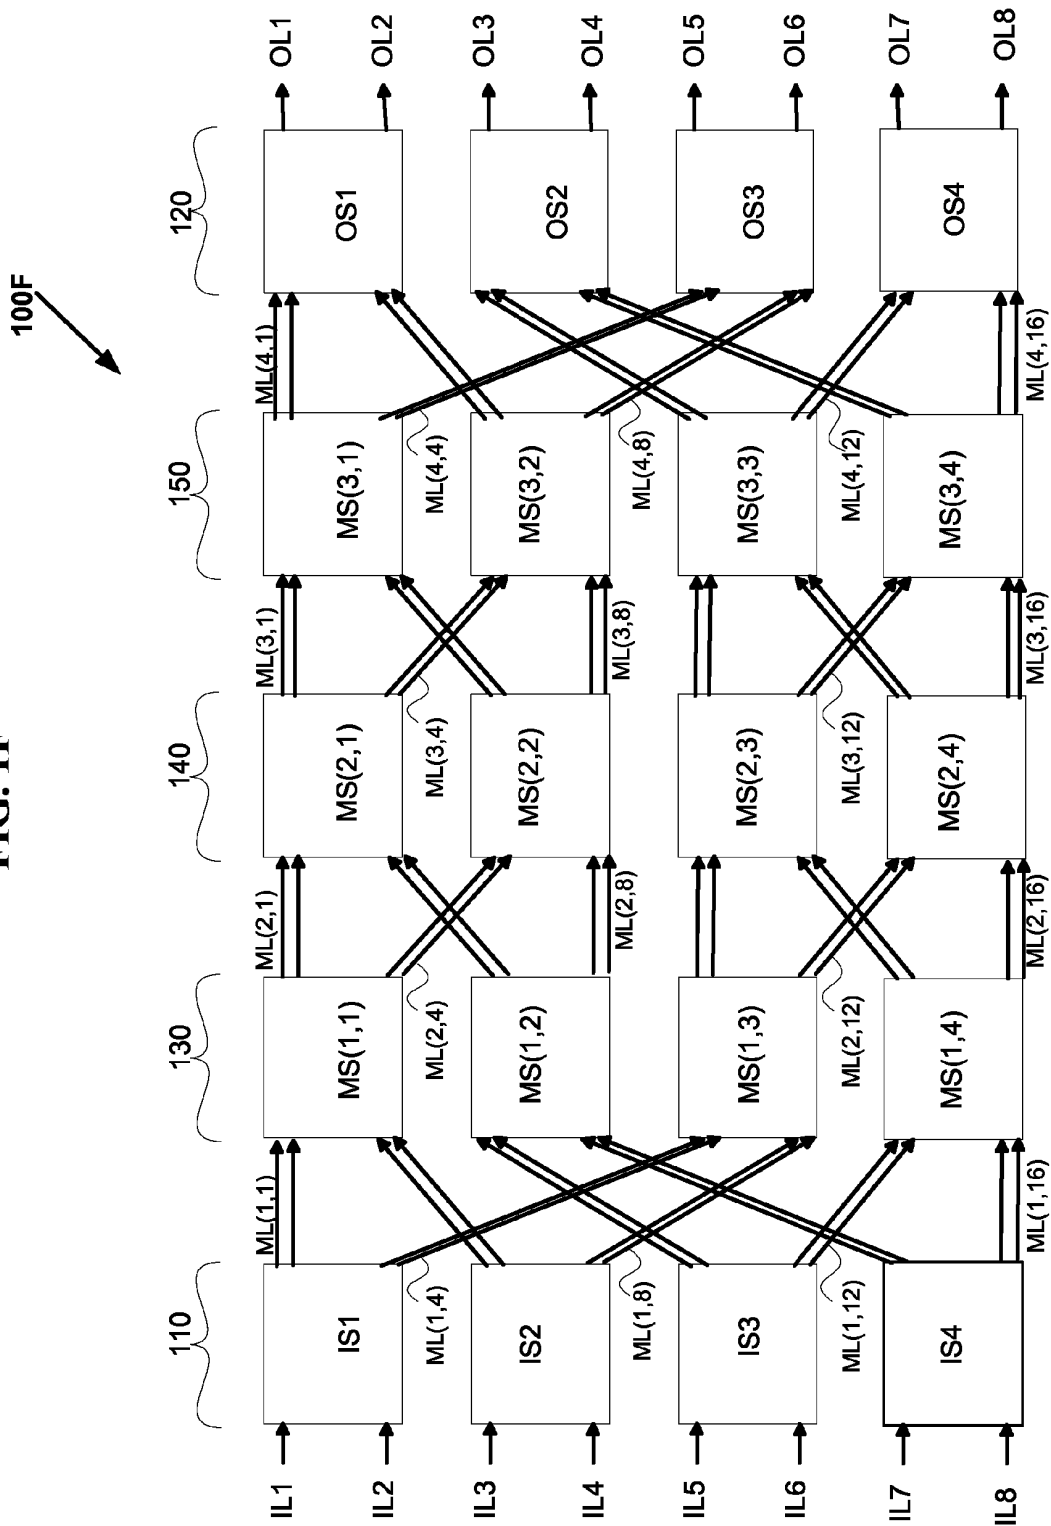 FIG. 1F
100F
110
130
140
150
120
IL1
IS1
ML(1,1)
MS(1,1)
ML(2,1)
MS(2,1)
ML(3,1)
MS(3,1)
ML(4,1)
OS1
OL1
IL2
ML(1,4)
ML(2,4)
ML(3,4)
ML(4,4)
OL2
IL3
IS2
MS(1,2)
MS(2,2)
MS(3,2)
OS2
OL3
IL4
ML(1,8)
ML(2,8)
ML(3,8)
ML(4,8)
OL4
IL5
IS3
MS(1,3)
MS(2,3)
MS(3,3)
OS3
OL5
IL6
ML(1,12)
ML(2,12)
ML(3,12)
ML(4,12)
OL6
IL7
IS4
MS(1,4)
MS(2,4)
MS(3,4)
OS4
OL7
IL8
ML(1,16)
ML(2,16)
ML(3,16)
ML(4,16)
OL8